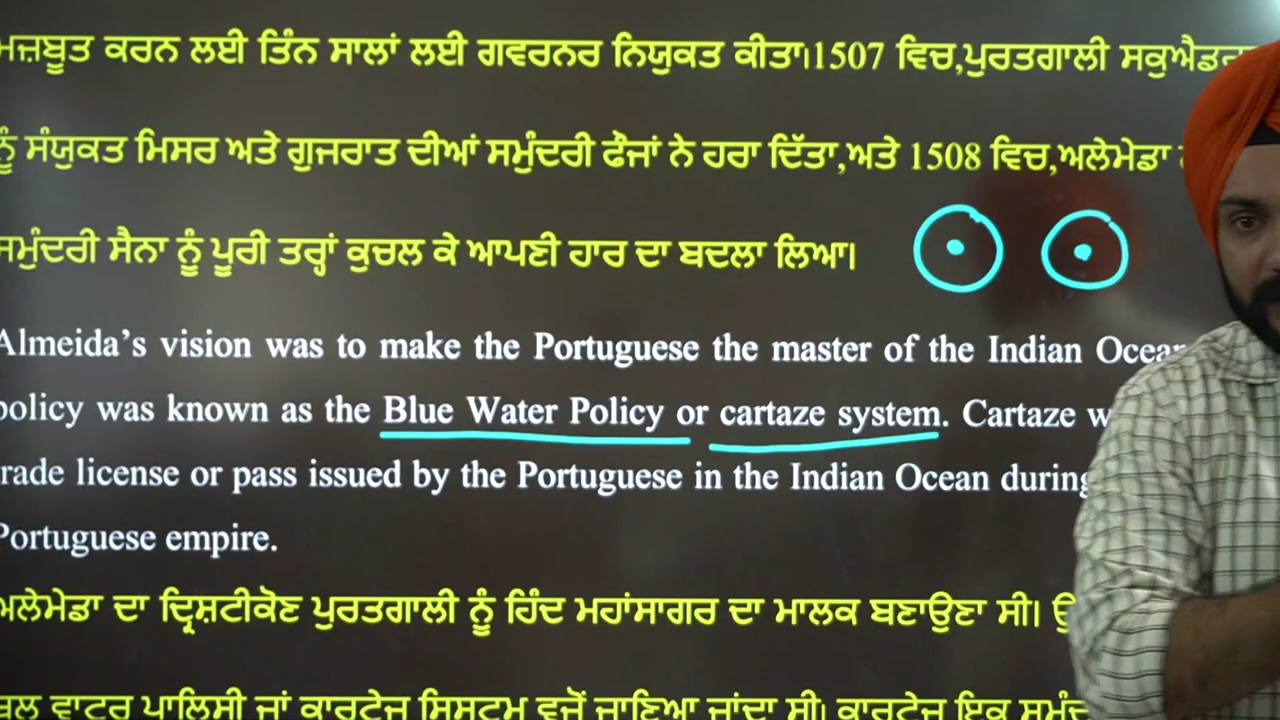 ਮਜ਼ਬੂਤ ਕਰਨ ਲਈ ਤਿੰਨ ਸਾਲਾਂ ਲਈ ਗਵਰਨਰ ਨਿਯੁਕਤ ਕੀਤਾ।1507 ਵਿਚ,ਪੁਰਤਗਾਲੀ
ਨੂੰ ਸੰਯੁਕਤ ਮਿਸਰ ਅਤੇ ਗੁਜਰਾਤ ਦੀਆਂ ਸਮੁੰਦਰੀ ਫੌਜਾਂ ਨੇ ਹਰਾ ਦਿੱਤਾ,ਅਤੇ 1508 ਵਿਚ,ਅਲੇਮੇਡਾ
ਸਮੁੰਦਰੀ ਸੈਨਾ ਨੂੰ ਪੂਰੀ ਤਰ੍ਹਾਂ ਕੁਚਲ ਕੇ ਆਪਣੀ ਹਾਰ ਦਾ ਬਦਲਾ ਲਿਆ।
Almeida's vision was to make the Portuguese the master of the Indian
policy was known as the Blue Water Policy or cartaze system. Cartaze
license or pass issued by the Portuguese in the Indian Ocean during
Portuguese empire.
ਅਲੇਮੇਡਾ ਦਾ ਦ੍ਰਿਸ਼ਟੀਕੋਣ ਪੁਰਤਗਾਲੀ ਨੂੰ ਹਿੰਦ ਮਹਾਂਸਾਗਰ ਦਾ ਮਾਲਕ ਬਣਾਉਣਾ ਸੀ।
ਵਾਟਰ ਪਾਲਿਸੀ ਜਾਂ ਕਾਰਟੇਜ਼ ਸਿਸਟਮ ਵਜੋਂ ਜਾਣਿਆ ਜਾਂਦਾ ਸੀ। ਕਾਰਟੇਜ਼ ਇਕ